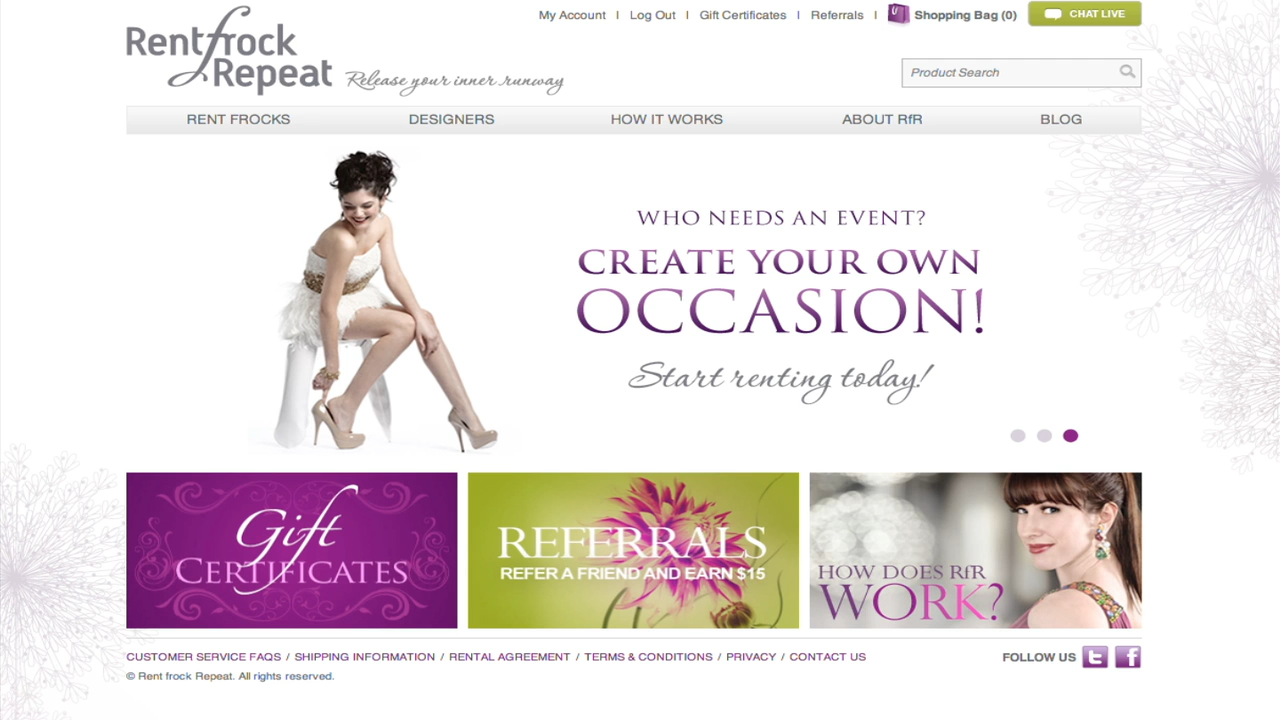 Rent frock
Repeat
Release your inner runway
My Account | Log Out | Gift Certificates | Referrals | Shopping Bag (0)
CHAT LIVE
Product Search
RENT FROCKS
DESIGNERS
HOW IT WORKS
ABOUT RfR
BLOG
WHO NEEDS AN EVENT?
CREATE YOUR OWN
OCCASION!
Start renting today!
Gift
CERTIFICATES
REFERRALS
REFER A FRIEND AND EARN $15
HOW DOES RfR
WORK?
CUSTOMER SERVICE FAQS / SHIPPING INFORMATION / RENTAL AGREEMENT / TERMS & CONDITIONS / PRIVACY / CONTACT US
FOLLOW US
© Rent frock Repeat. All rights reserved.